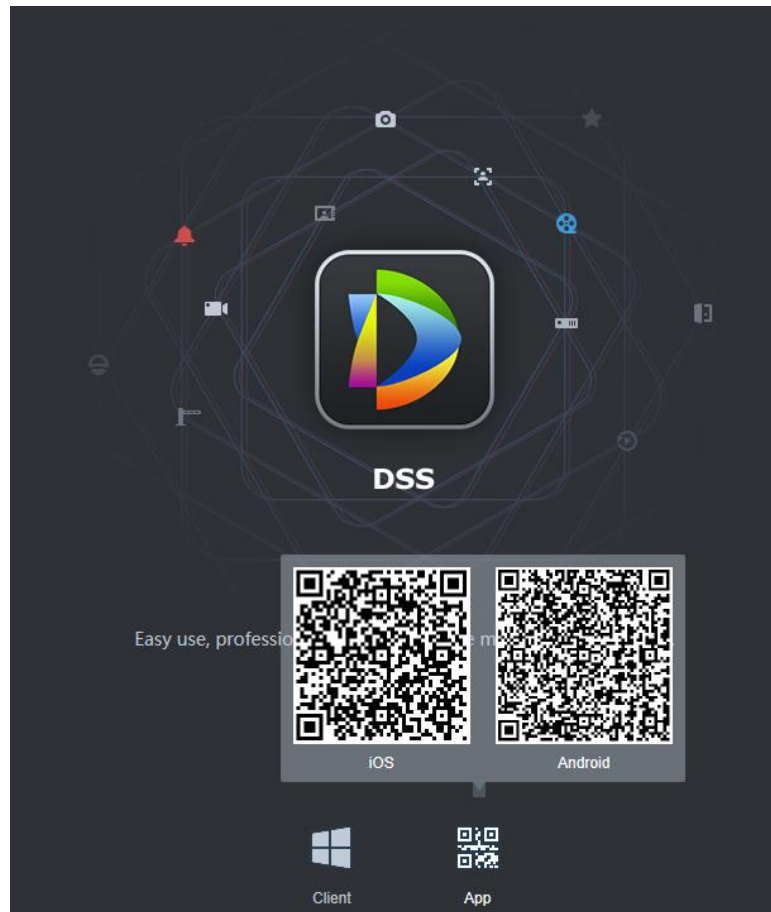 DSS
Easy use, professio
iOS
Android
Client
App